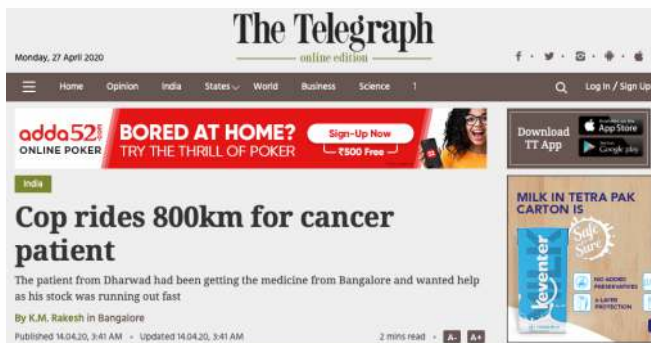 The Telegraph
online edition
Monday, 27 April 2020
Home Opinion India States World Business Science 1
Log In / Sign Up
adda52
.com
ONLINE POKER
BORED AT HOME?
TRY THE THRILL OF POKER
Sign-Up Now
₹500 Free
Download
TT App
App Store
Google play
India
Cop rides 800km for cancer
patient
The patient from Dharwad had been getting the medicine from Bangalore and wanted help
as his stock was running out fast
By K.M. Rakesh in Bangalore
Published 14.04.20, 3:41 AM • Updated 14.04.20, 3:41 AM
2 mins read • A- A+
MILK IN TETRA PAK
CARTON IS
Safe
Sure
MILK
keventer
NO ADDED
PRESERVATIVES
6-LAYER
PROTECTION